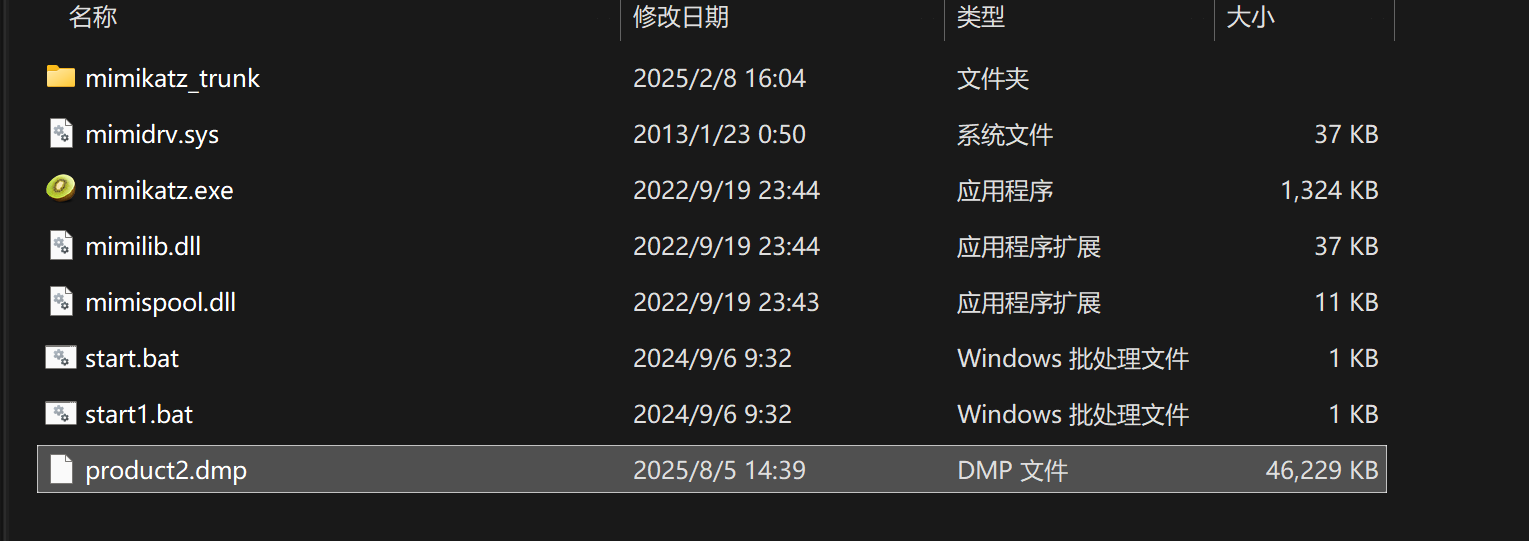 名称 修改日期 类型 大小
mimikatz_trunk 2025/2/8 16:04 文件夹
mimidrv.sys 2013/1/23 0:50 系统文件 37 KB
mimikatz.exe 2022/9/19 23:44 应用程序 1,324 KB
mimilib.dll 2022/9/19 23:44 应用程序扩展 37 KB
mimispool.dll 2022/9/19 23:43 应用程序扩展 11 KB
start.bat 2024/9/6 9:32 Windows 批处理文件 1 KB
start1.bat 2024/9/6 9:32 Windows 批处理文件 1 KB
product2.dmp 2025/8/5 14:39 DMP 文件 46,229 KB